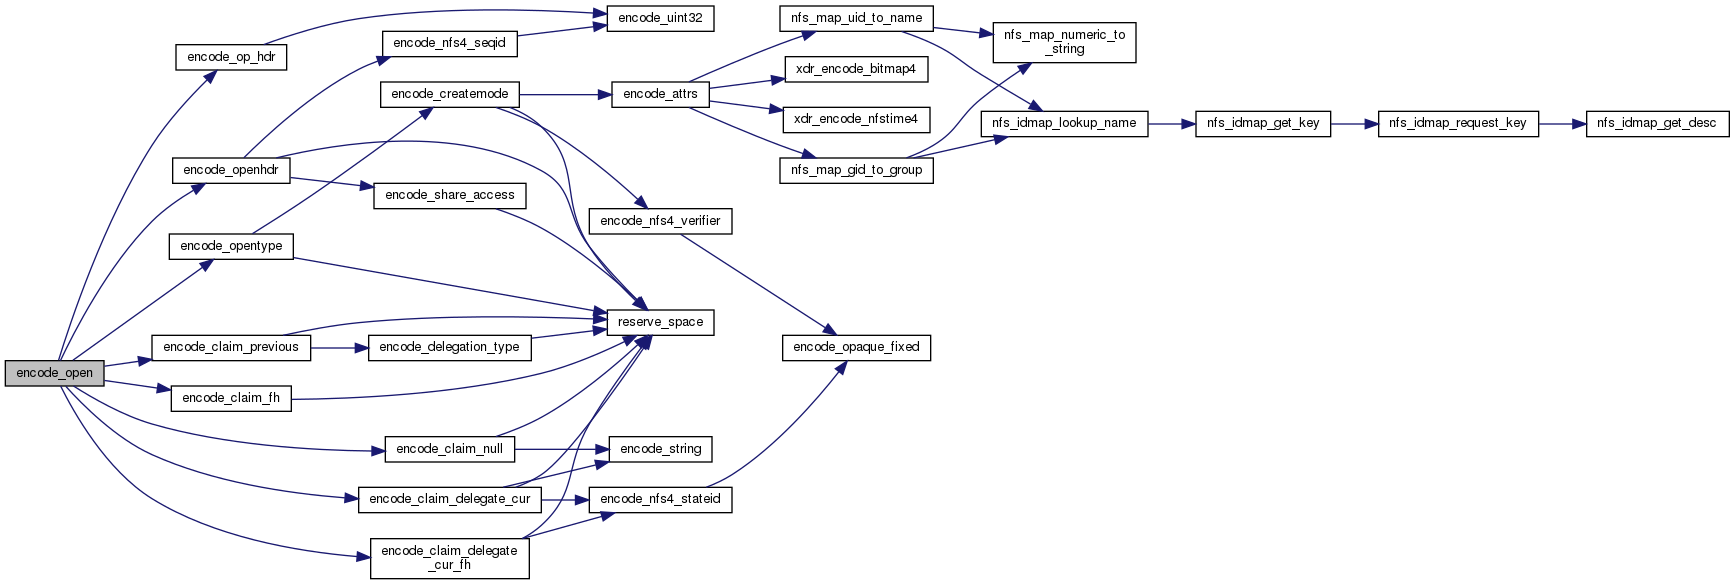 encode_open
encode_op_hdr
encode_openhdr
encode_opentype
encode_claim_previous
encode_claim_fh
encode_nfs4_seqid
encode_createmode
encode_share_access
encode_delegation_type
encode_claim_null
encode_claim_delegate_cur
encode_claim_delegate
_cur_fh
encode_uint32
encode_attrs
encode_nfs4_verifier
reserve_space
encode_string
encode_nfs4_stateid
nfs_map_uid_to_name
xdr_encode_bitmap4
xdr_encode_nfstime4
nfs_map_gid_to_group
encode_opaque_fixed
nfs_map_numeric_to
_string
nfs_idmap_lookup_name
nfs_idmap_get_key
nfs_idmap_request_key
nfs_idmap_get_desc